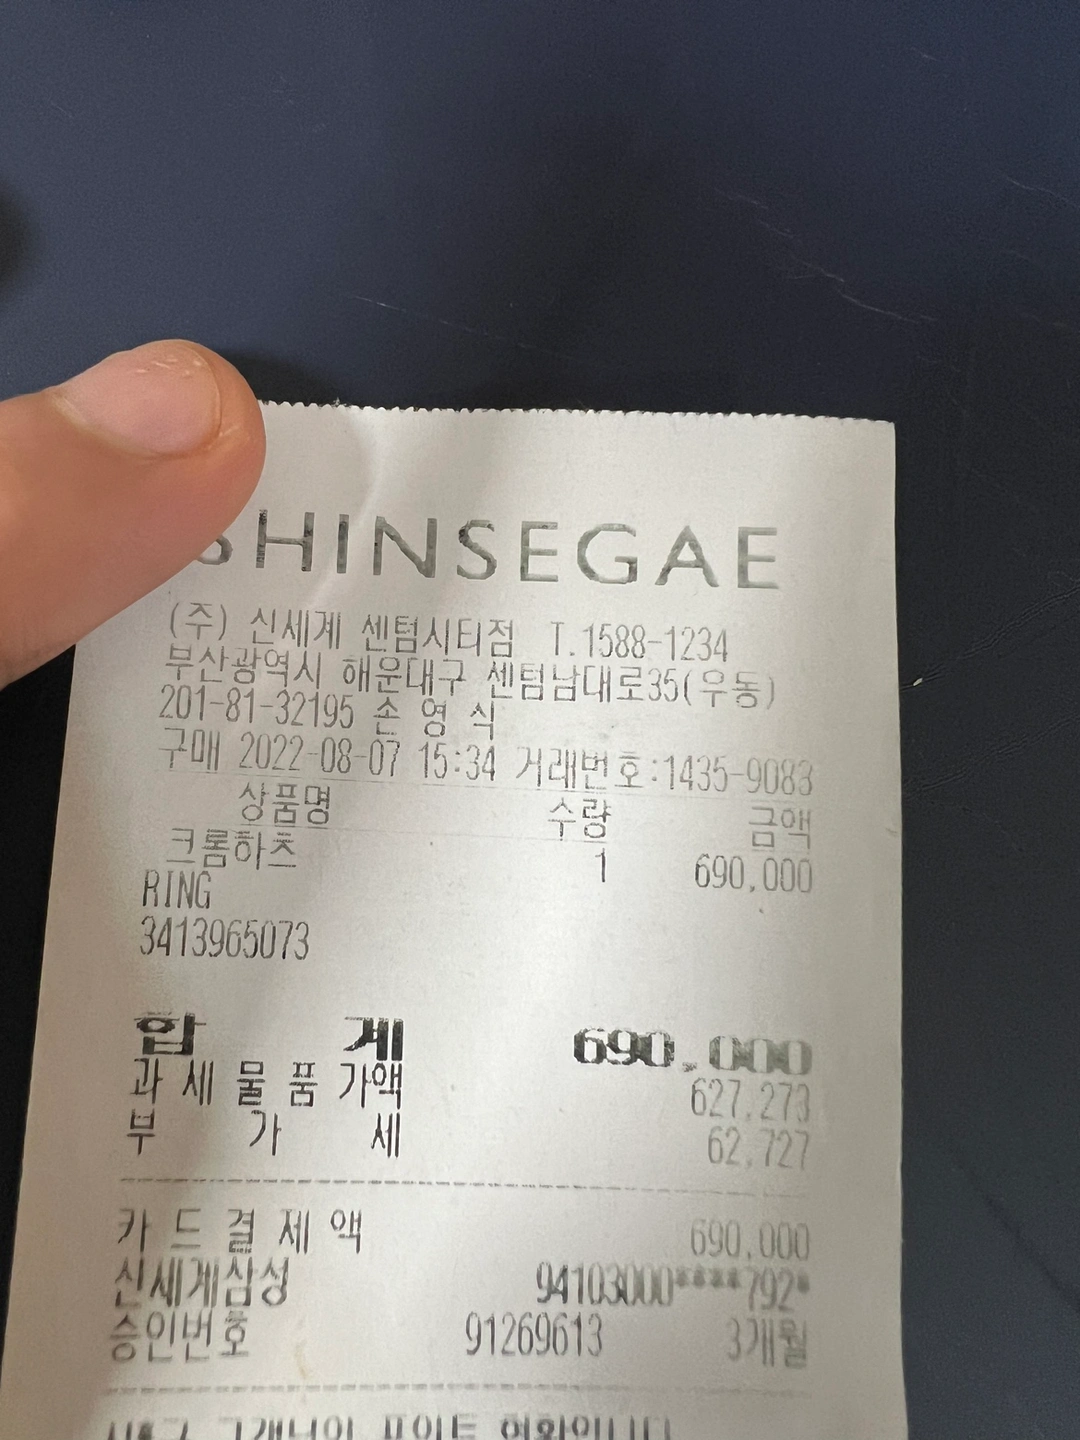 SHINSEGAE
(주) 신세계 센텀시티점 T.1588-1234
부산광역시 해운대구 센텀남대로35(우동)
201-81-32195 손 영 식
구매 2022-08-07 15:34 거래번호:1435-9083
상품명 수량 금액
크롬하츠 1 690,000
RING
3413965073
합 계 690,000
과 세 물 품 가액 627,273
부 가 세 62,727
카 드 결 제 액 690,000
신세계삼성 94103000****792*
승인번호 91269613 3개월